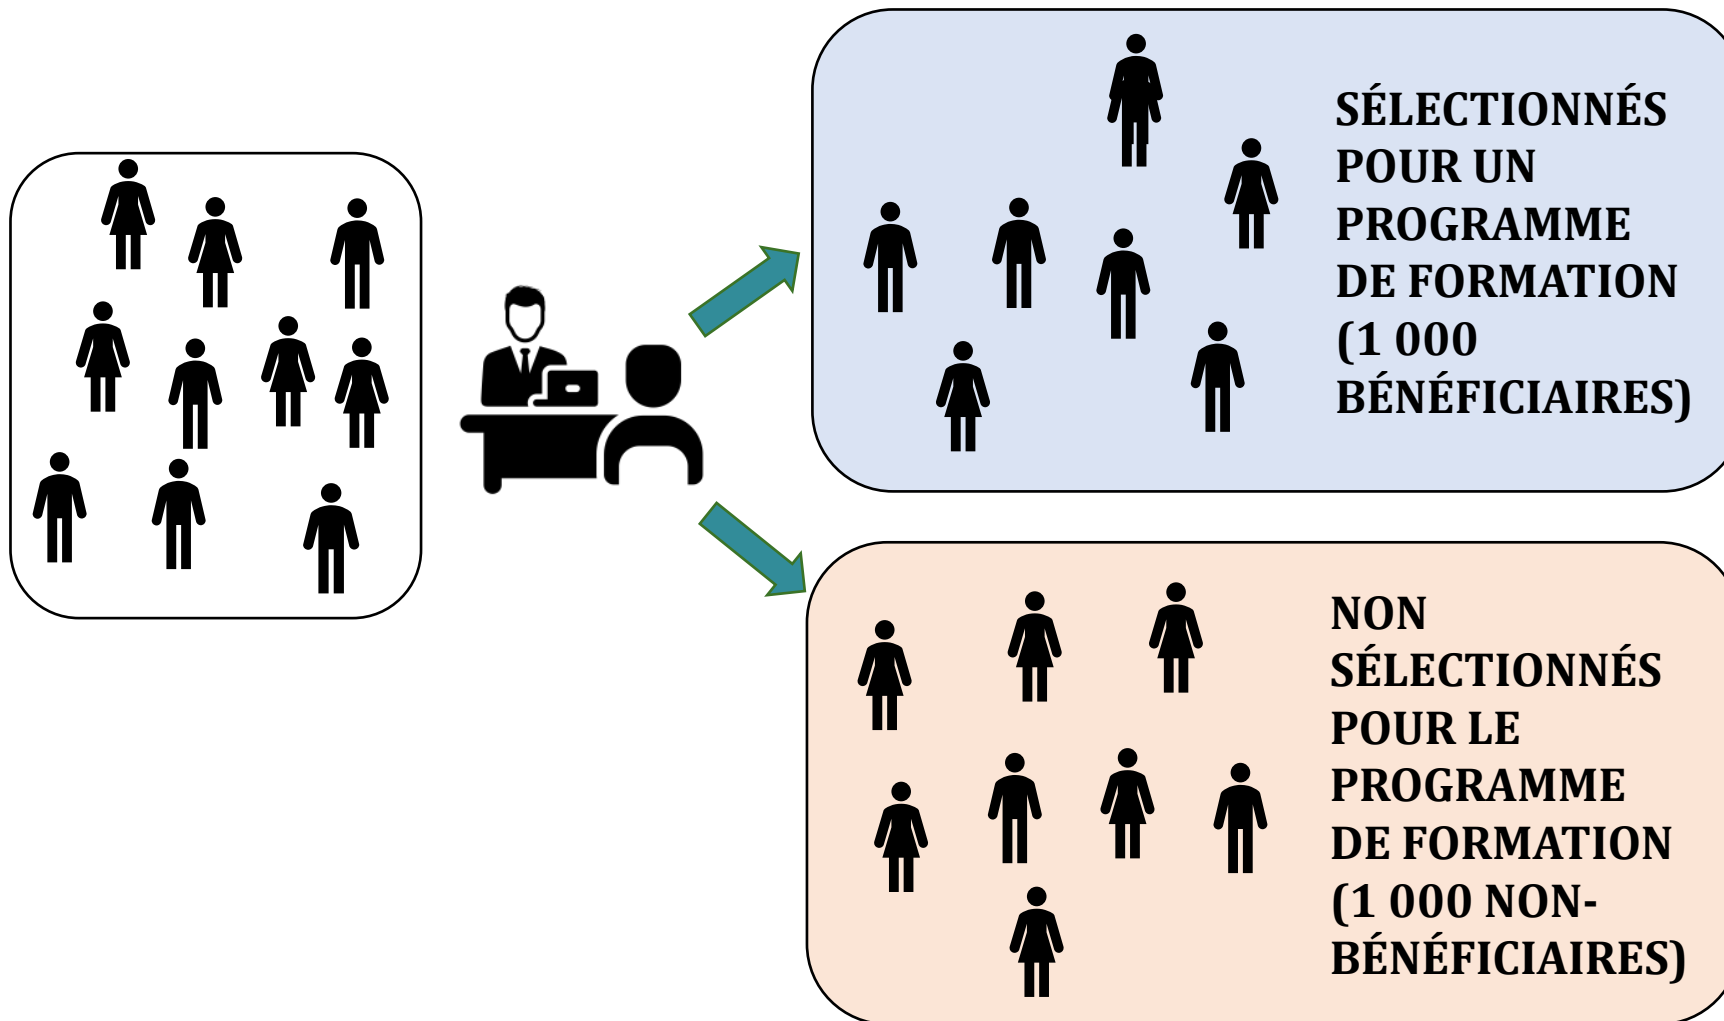 SÉLECTIONNÉS
POUR UN
PROGRAMME
DE FORMATION
(1 000
BÉNÉFICIAIRES)
NON
SÉLECTIONNÉS
POUR LE
PROGRAMME
DE FORMATION
(1 000 NON-
BÉNÉFICIAIRES)